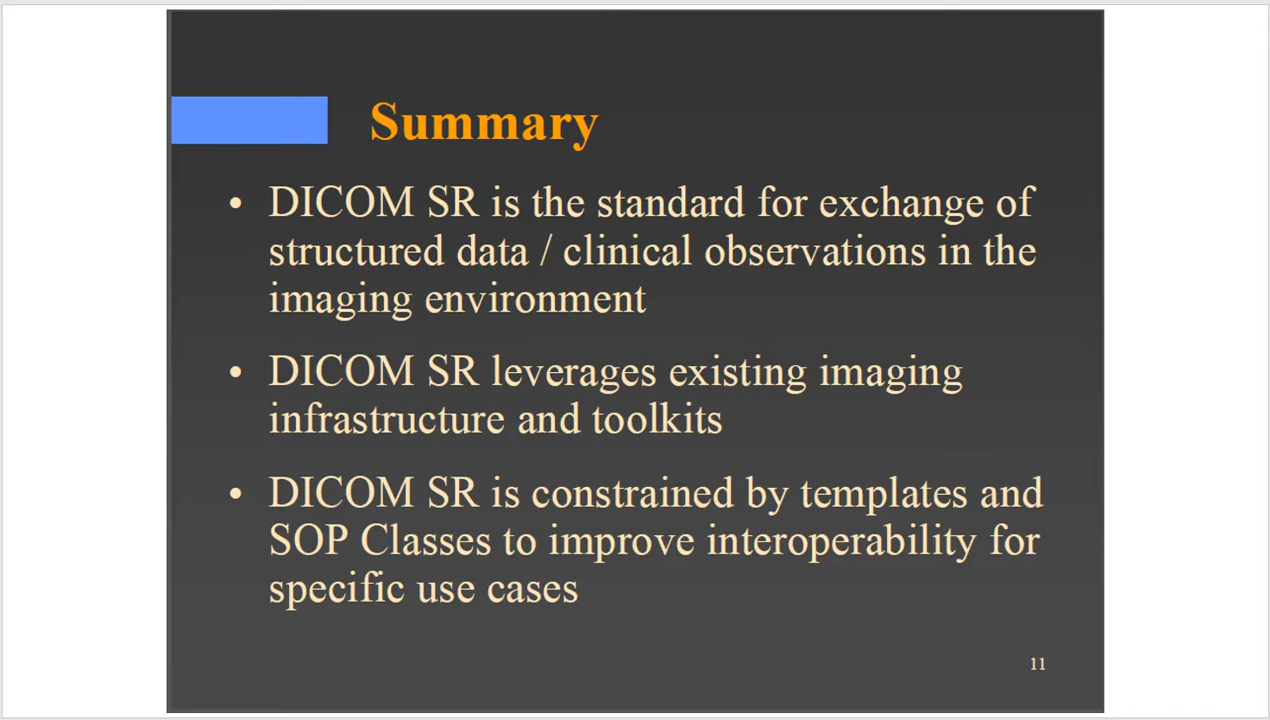 Summary
• DICOM SR is the standard for exchange of
structured data / clinical observations in the
imaging environment
• DICOM SR leverages existing imaging
infrastructure and toolkits
• DICOM SR is constrained by templates and
SOP Classes to improve interoperability for
specific use cases
11